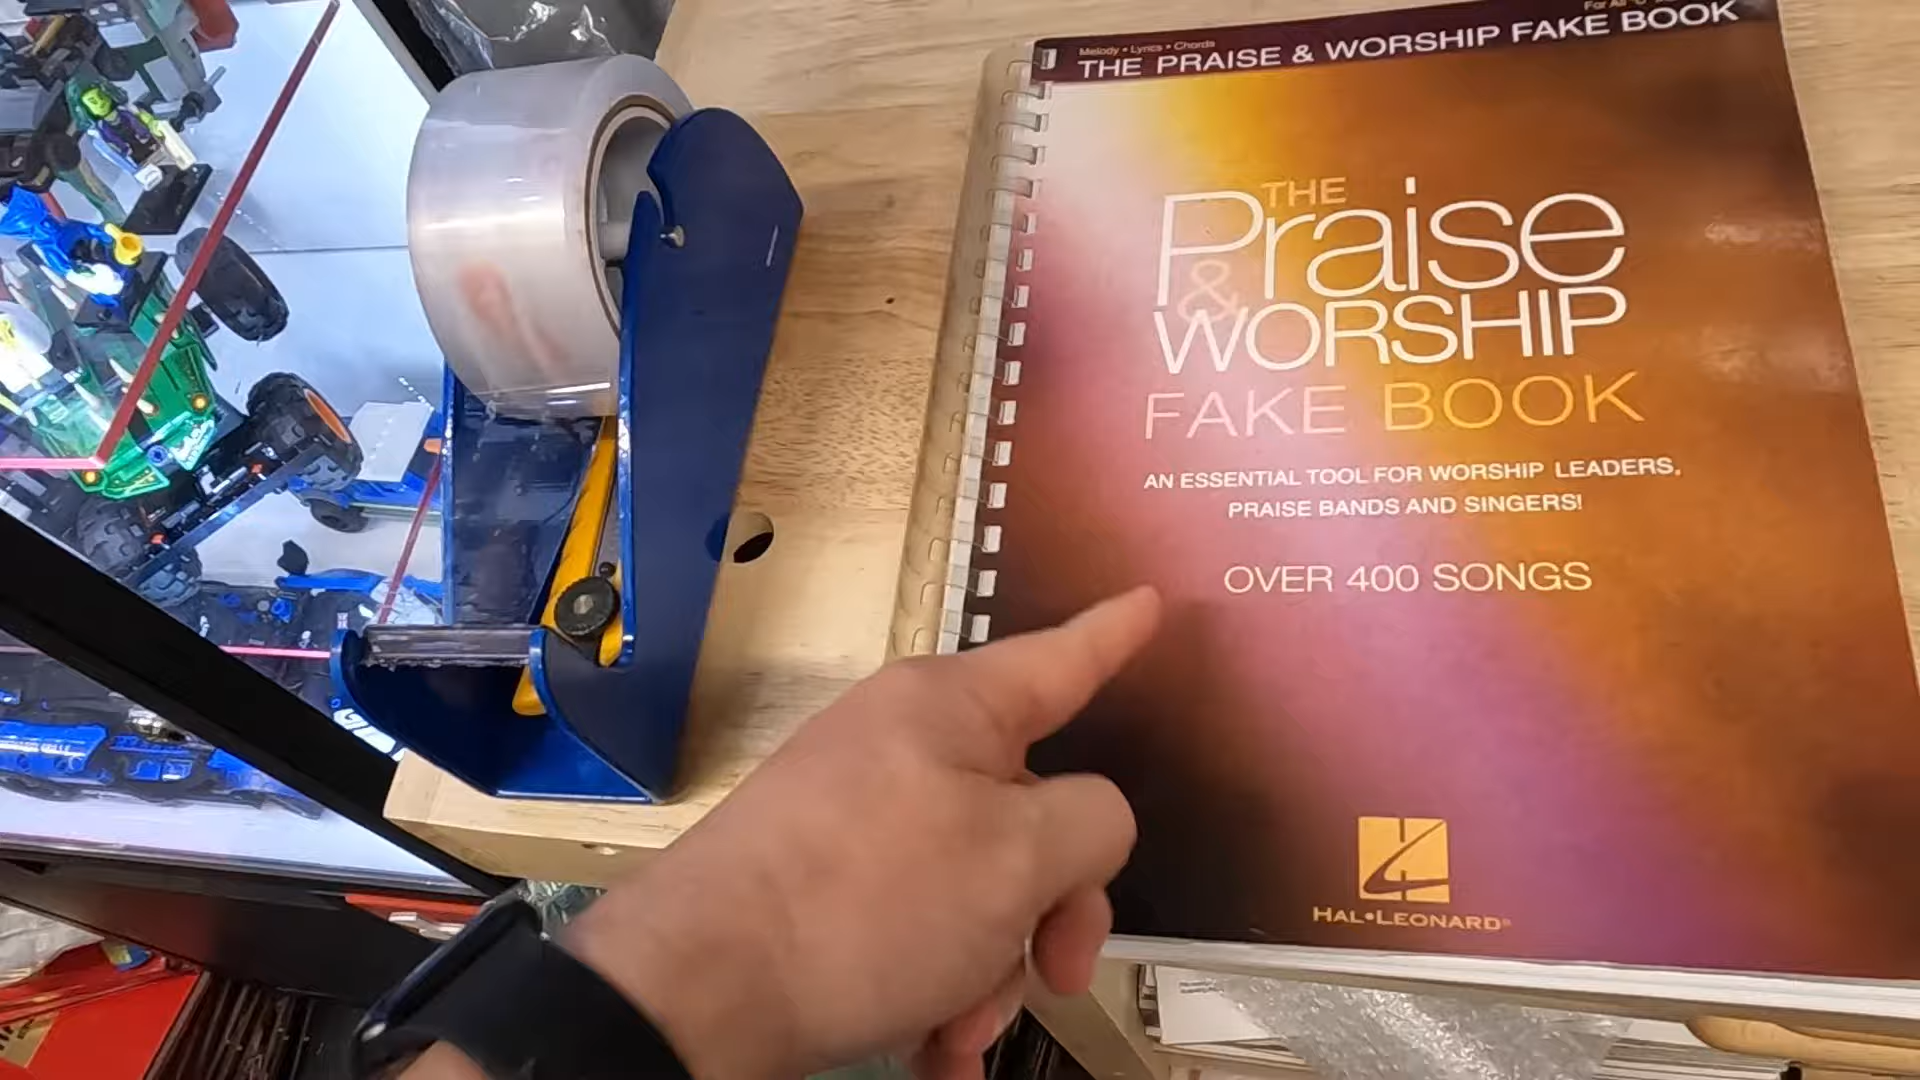 Melody • Lyrics • Chords
THE PRAISE & WORSHIP FAKE BOOK
THE
Praise
&
WORSHIP
FAKE BOOK
AN ESSENTIAL TOOL FOR WORSHIP LEADERS,
PRAISE BANDS AND SINGERS!
OVER 400 SONGS
HAL•LEONARD®